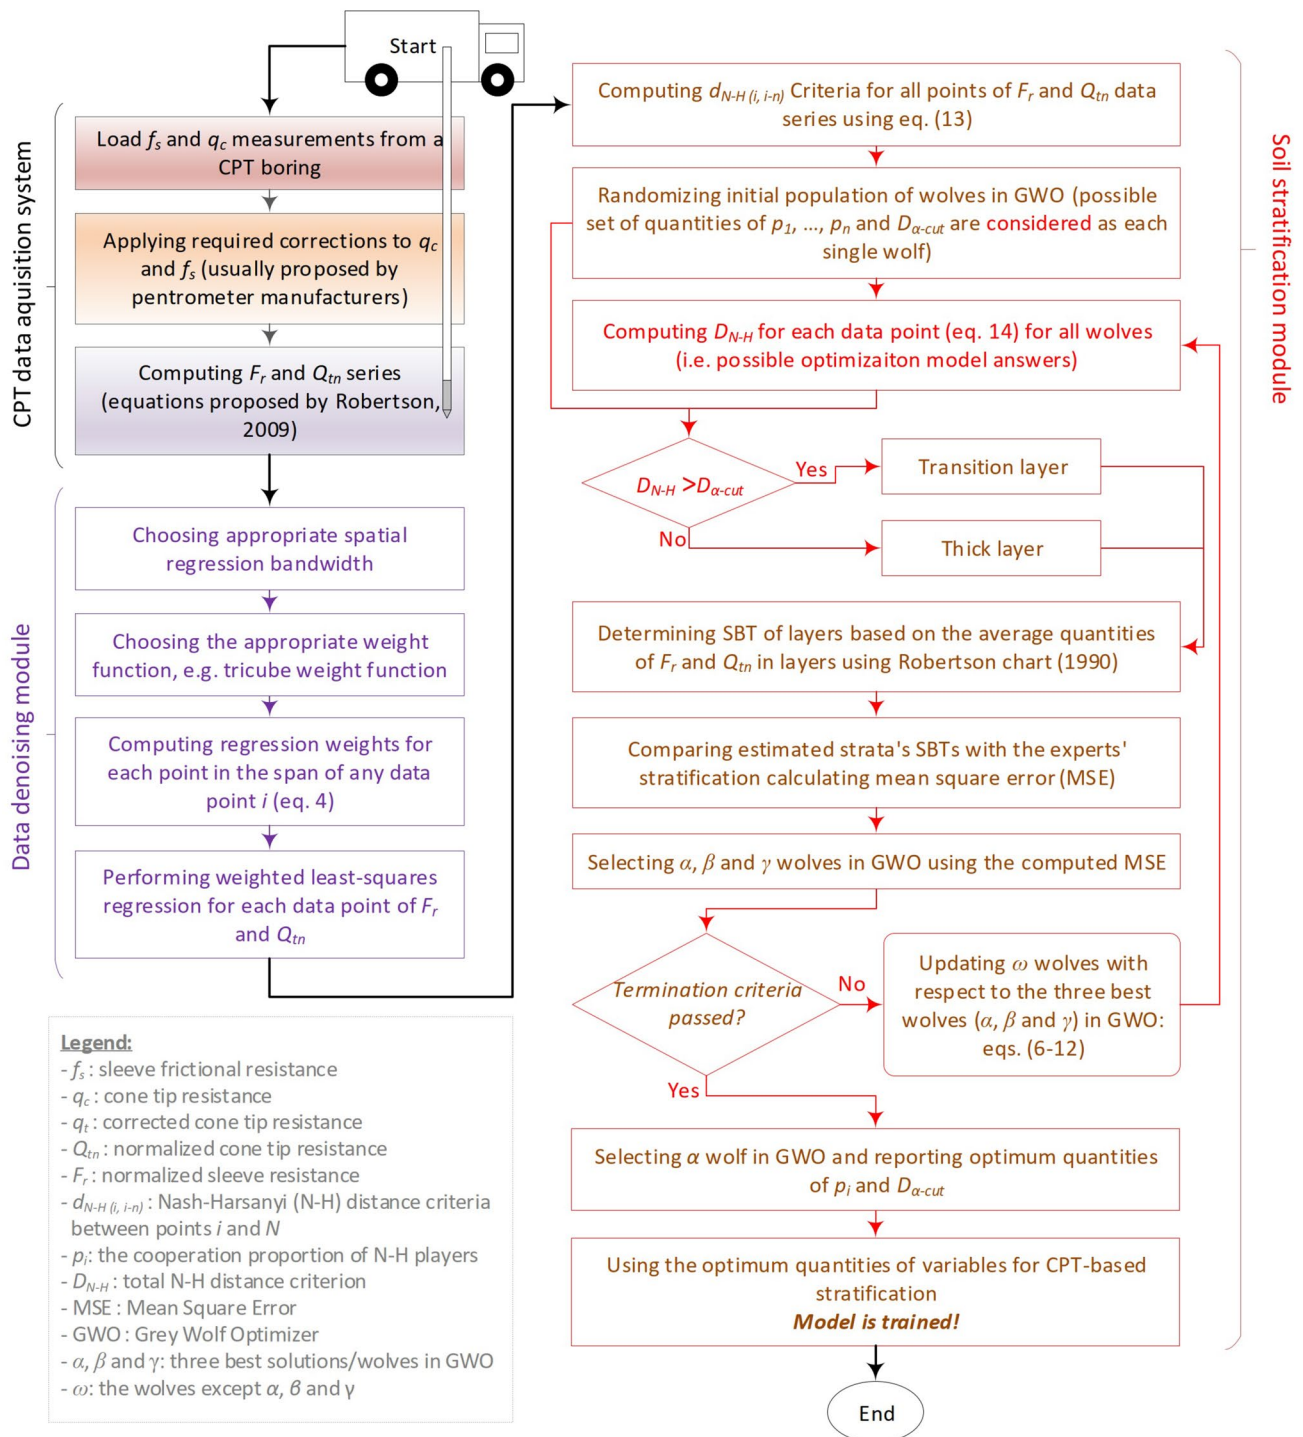 Start
CPT data aquisition system
Load fs and qc measurements from a
CPT boring
Applying required corrections to qc
and fs (usually proposed by
pentrometer manufacturers)
Computing Fr and Qtn series
(equations proposed by Robertson,
2009)
Data denoising module
Choosing appropriate spatial
regression bandwidth
Choosing the appropriate weight
function, e.g. tricube weight function
Computing regression weights for
each point in the span of any data
point i (eq. 4)
Performing weighted least-squares
regression for each data point of Fr
and Qtn
Legend:
- fs : sleeve frictional resistance
- qc : cone tip resistance
- qt : corrected cone tip resistance
- Qtn : normalized cone tip resistance
- Fr : normalized sleeve resistance
- dN-H (i, i-n) : Nash-Harsanyi (N-H) distance criteria
between points i and N
- pi: the cooperation proportion of N-H players
- DN-H : total N-H distance criterion
- MSE : Mean Square Error
- GWO : Grey Wolf Optimizer
- α, β and γ: three best solutions/wolves in GWO
- ω: the wolves except α, β and γ
Soil stratification module
Computing dN-H (i, i-n) Criteria for all points of Fr and Qtn data
series using eq. (13)
Randomizing initial population of wolves in GWO (possible
set of quantities of p1, ..., pn and Dα-cut are considered as each
single wolf)
Computing DN-H for each data point (eq. 14) for all wolves
(i.e. possible optimizaiton model answers)
DN-H >Dα-cut
Yes
Transition layer
No
Thick layer
Determining SBT of layers based on the average quantities
of Fr and Qtn in layers using Robertson chart (1990)
Comparing estimated strata's SBTs with the experts'
stratification calculating mean square error (MSE)
Selecting α, β and γ wolves in GWO using the computed MSE
Termination criteria
passed?
No
Updating ω wolves with
respect to the three best
wolves (α, β and γ) in GWO:
eqs. (6-12)
Yes
Selecting α wolf in GWO and reporting optimum quantities
of pi and Dα-cut
Using the optimum quantities of variables for CPT-based
stratification
Model is trained!
End